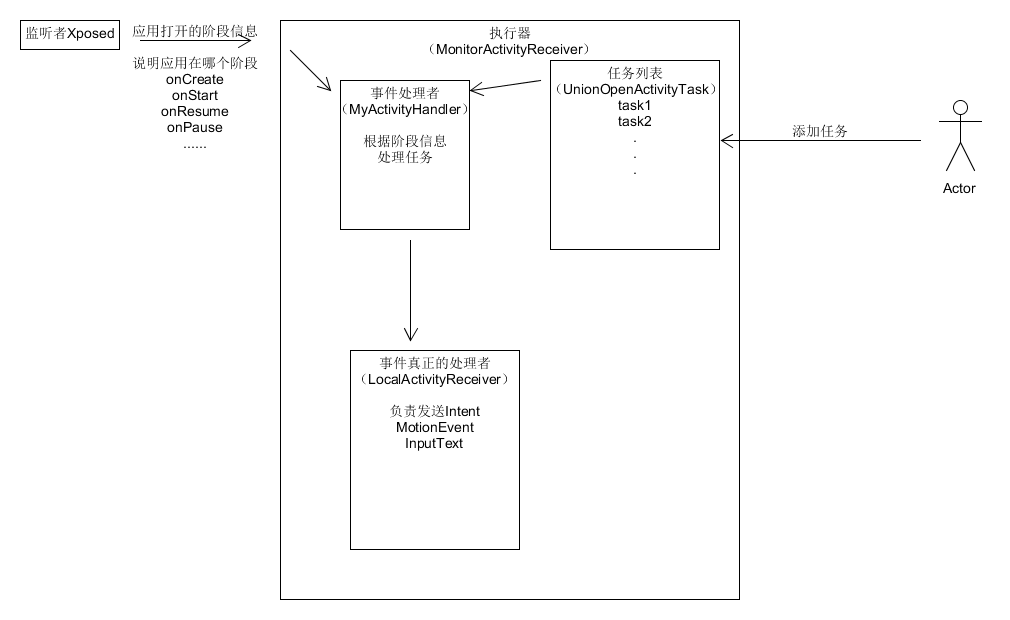 监听者Xposed
应用打开的阶段信息
说明应用在哪个阶段
onCreate
onStart
onResume
onPause
......
执行器
（MonitorActivityReceiver）
事件处理者
（MyActivityHandler）
根据阶段信息
处理任务
任务列表
（UnionOpenActivityTask）
task1
task2
.
.
.
添加任务
Actor
事件真正的处理者
（LocalActivityReceiver）
负责发送Intent
MotionEvent
InputText